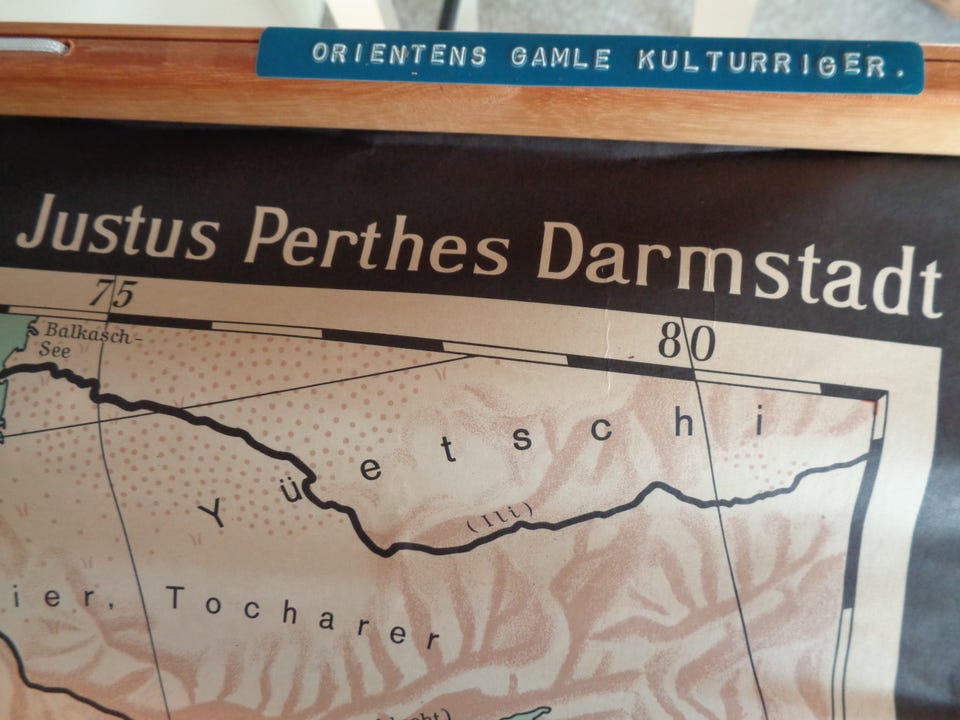 ORIENTENS GAMLE KULTURRIGER.
Justus Perthes Darmstadt
75
80
Balkasch-
See
Yüetschi
(Ili)
ier, Tocharer